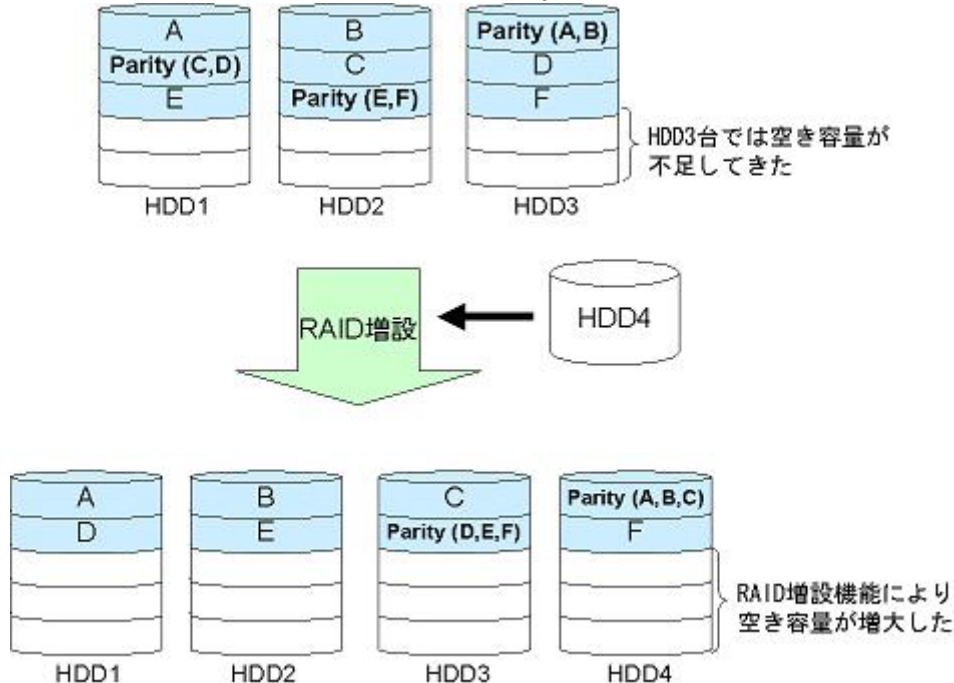 A
B
Parity (A,B)
Parity (C,D)
C
D
E
Parity (E,F)
F
HDD3台では空き容量が
不足してきた
HDD1
HDD2
HDD3
RAID増設
HDD4
A
B
C
Parity (A,B,C)
D
E
Parity (D,E,F)
F
RAID増設機能により
空き容量が増大した
HDD1
HDD2
HDD3
HDD4